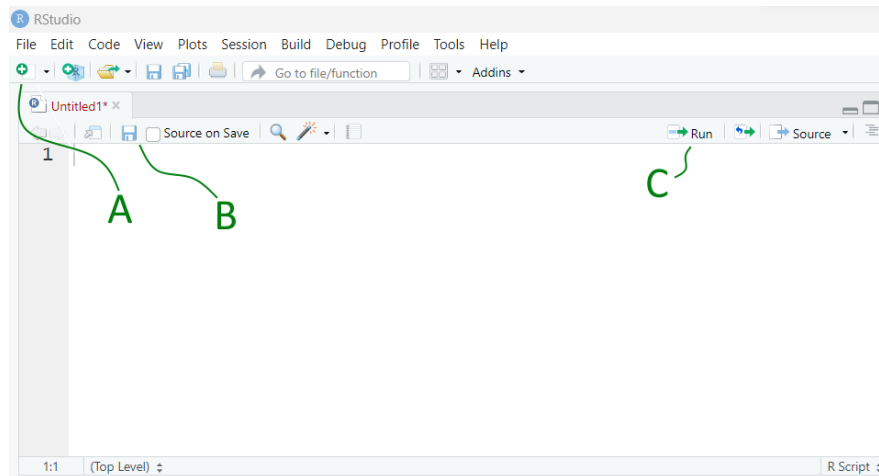 R RStudio
File Edit Code View Plots Session Build Debug Profile Tools Help
R Go to file/function Addins
R Untitled1*
Source on Save Run Source
1
A B C
1:1 (Top Level) R Script